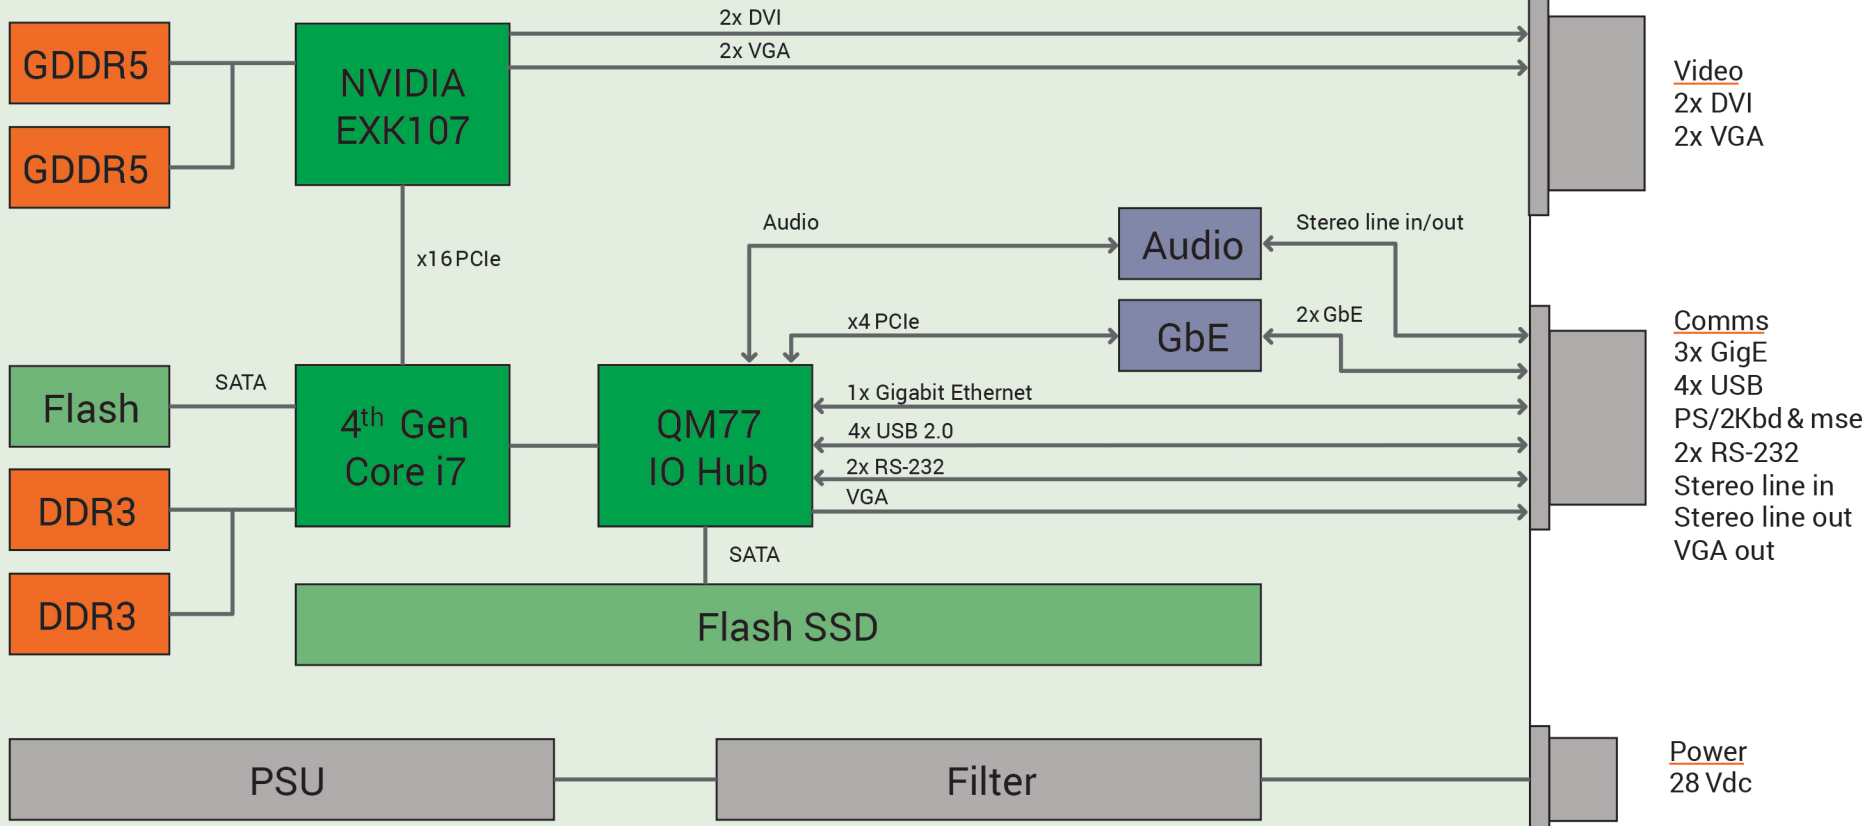 2x DVI
2x VGA
GDDR5
GDDR5
NVIDIA
EXK107
Video
2x DVI
2x VGA
x16 PCIe
Audio
Audio
Stereo line in/out
x4 PCIe
GbE
2x GbE
Flash
SATA
4th Gen
Core i7
QM77
IO Hub
1x Gigabit Ethernet
4x USB 2.0
2x RS-232
VGA
Comms
3x GigE
4x USB
PS/2Kbd & mse
2x RS-232
Stereo line in
Stereo line out
VGA out
DDR3
DDR3
SATA
Flash SSD
PSU
Filter
Power
28 Vdc